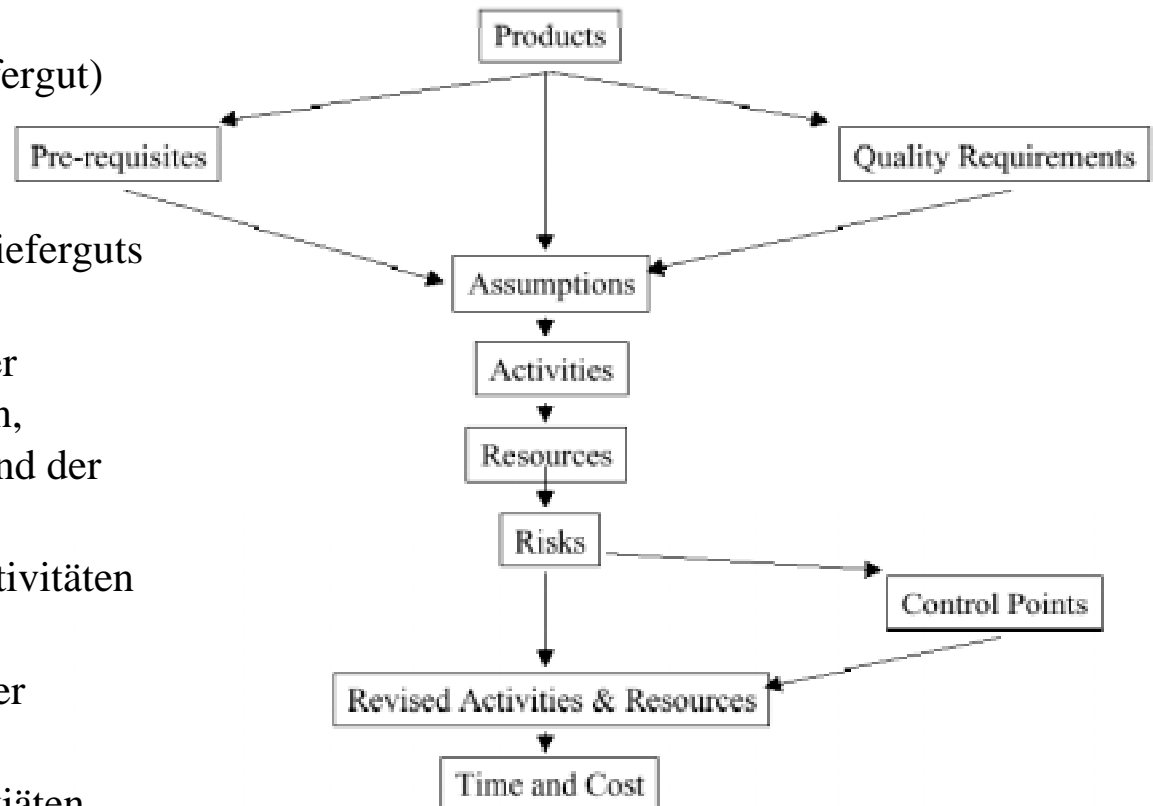 Products
fergut)
Pre-requisites
Quality Requirements
ieferguts
Assumptions
er
Activities
n,
Resources
nd der
Risks
tivitäten
Control Points
er
Revised Activities & Resources
Time and Cost
iäten